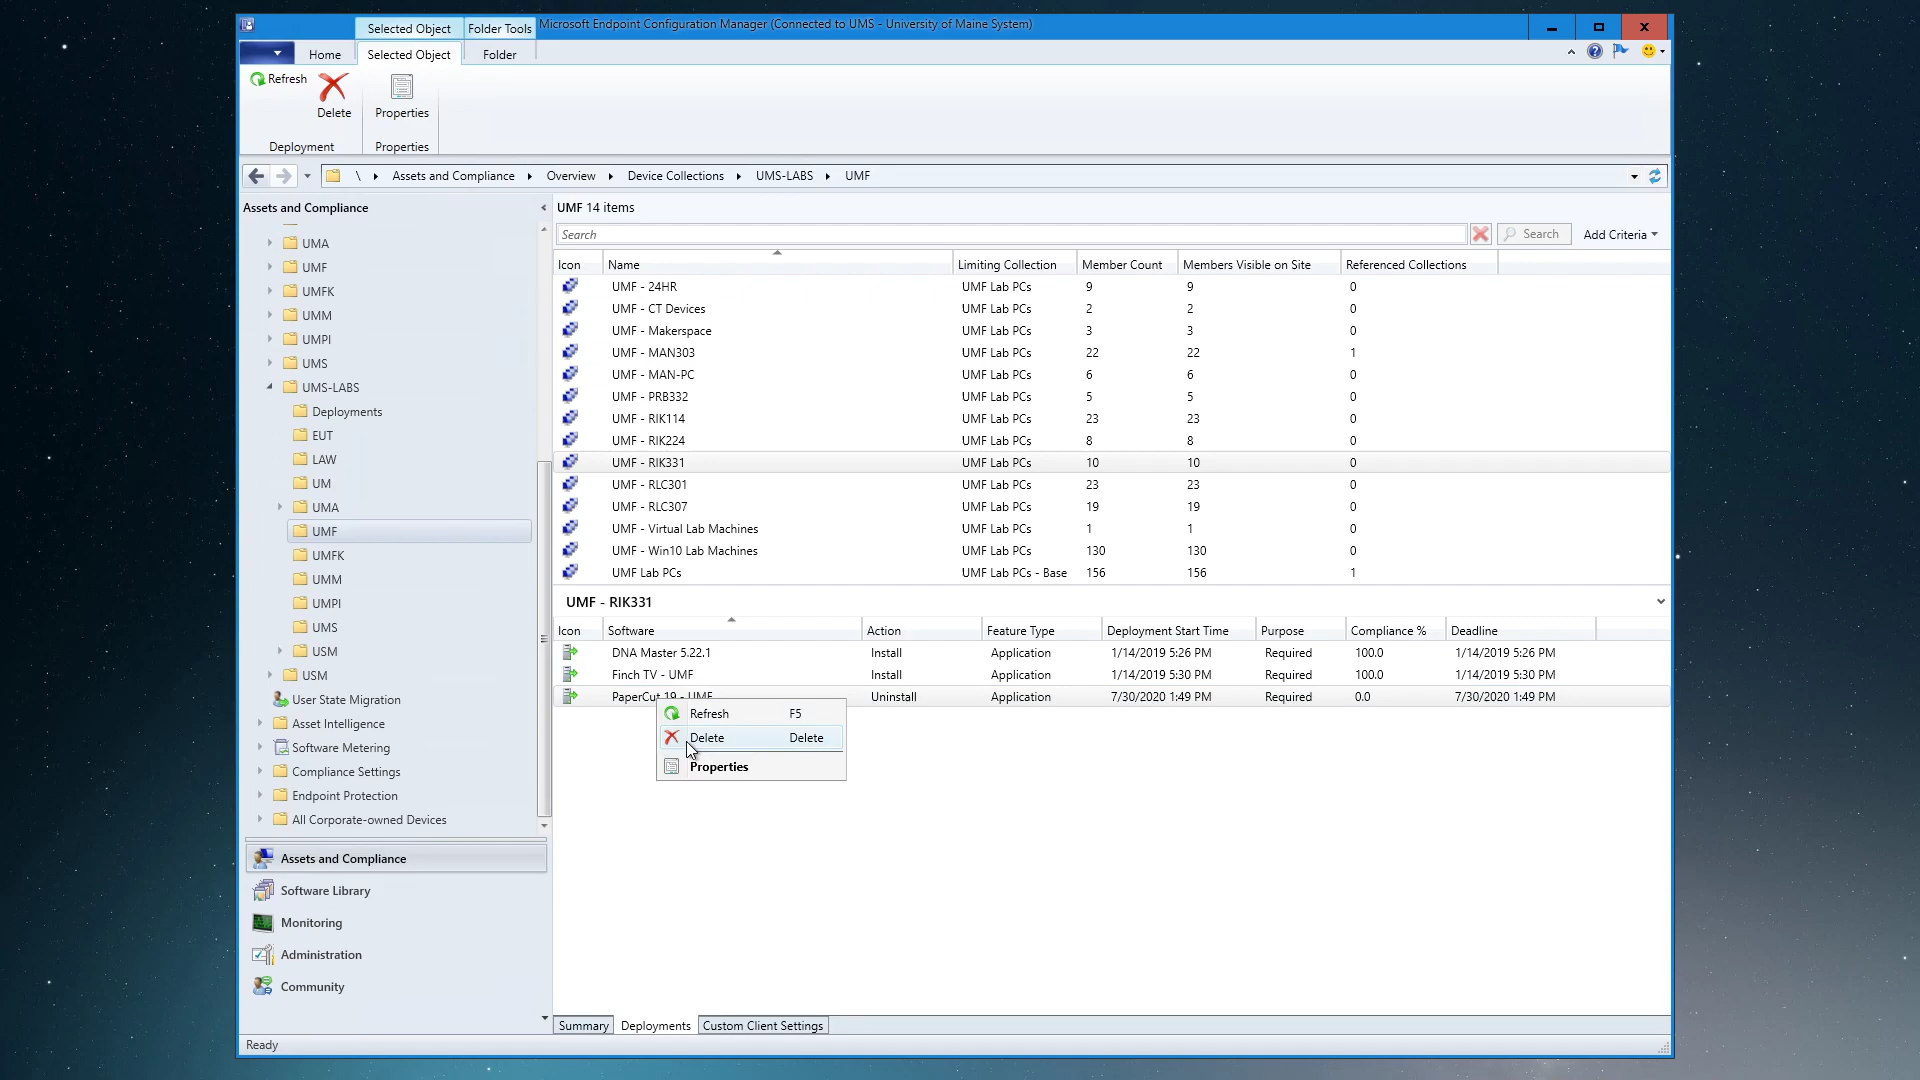 Selected Object Folder Tools Microsoft Endpoint Configuration Manager (Connected to UMS - University of Maine System)
Home Selected Object Folder
Refresh
Delete Properties
Deployment Properties
\ Assets and Compliance Overview Device Collections UMS-LABS UMF
Assets and Compliance
UMA
UMF
UMFK
UMM
UMPI
UMS
UMS-LABS
Deployments
EUT
LAW
UM
UMA
UMF
UMFK
UMM
UMPI
UMS
USM
USM
User State Migration
Asset Intelligence
Software Metering
Compliance Settings
Endpoint Protection
All Corporate-owned Devices
Assets and Compliance
Software Library
Monitoring
Administration
Community
UMF 14 items
Search Search Add Criteria
Icon Name Limiting Collection Member Count Members Visible on Site Referenced Collections
UMF - 24HR UMF Lab PCs 9 9 0
UMF - CT Devices UMF Lab PCs 2 2 0
UMF - Makerspace UMF Lab PCs 3 3 0
UMF - MAN303 UMF Lab PCs 22 22 1
UMF - MAN-PC UMF Lab PCs 6 6 0
UMF - PRB332 UMF Lab PCs 5 5 0
UMF - RIK114 UMF Lab PCs 23 23 0
UMF - RIK224 UMF Lab PCs 8 8 0
UMF - RIK331 UMF Lab PCs 10 10 0
UMF - RLC301 UMF Lab PCs 23 23 0
UMF - RLC307 UMF Lab PCs 19 19 0
UMF - Virtual Lab Machines UMF Lab PCs 1 1 0
UMF - Win10 Lab Machines UMF Lab PCs 130 130 0
UMF Lab PCs UMF Lab PCs - Base 156 156 1
UMF - RIK331
Icon Software Action Feature Type Deployment Start Time Purpose Compliance % Deadline
DNA Master 5.22.1 Install Application 1/14/2019 5:26 PM Required 100.0 1/14/2019 5:26 PM
Finch TV - UMF Install Application 1/14/2019 5:30 PM Required 100.0 1/14/2019 5:30 PM
PaperCut 19 - UMF Uninstall Application 7/30/2020 1:49 PM Required 0.0 7/30/2020 1:49 PM
Refresh F5
Delete Delete
Properties
Summary Deployments Custom Client Settings
Ready